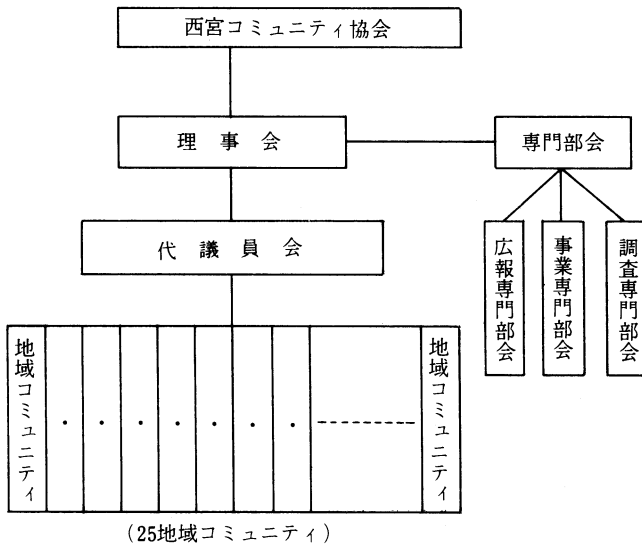 西宮コミュニティ協会
理事会
専門部会
代議員会
広報専門部会
事業専門部会
調査専門部会
地域コミュニティ
地域コミュニティ
(25地域コミュニティ)